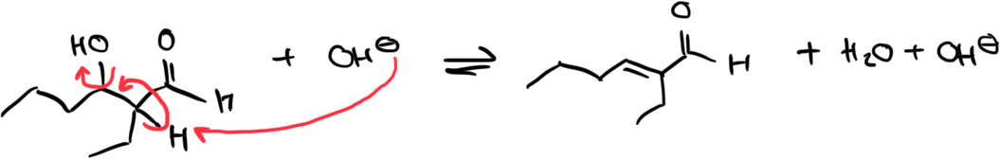 HO O + OH⊖ ⇌ O H + H₂O + OH⊖
H
H